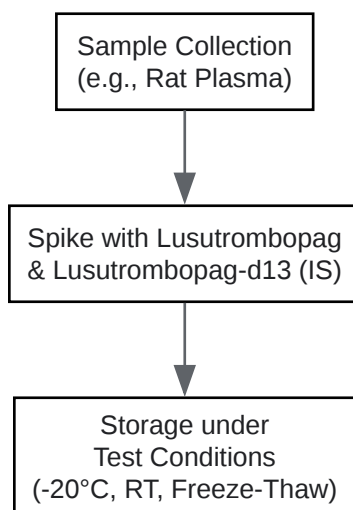 Sample Collection
(e.g., Rat Plasma)
Spike with Lusutrombopag
& Lusutrombopag-d13 (IS)
Storage under
Test Conditions
(-20°C, RT, Freeze-Thaw)